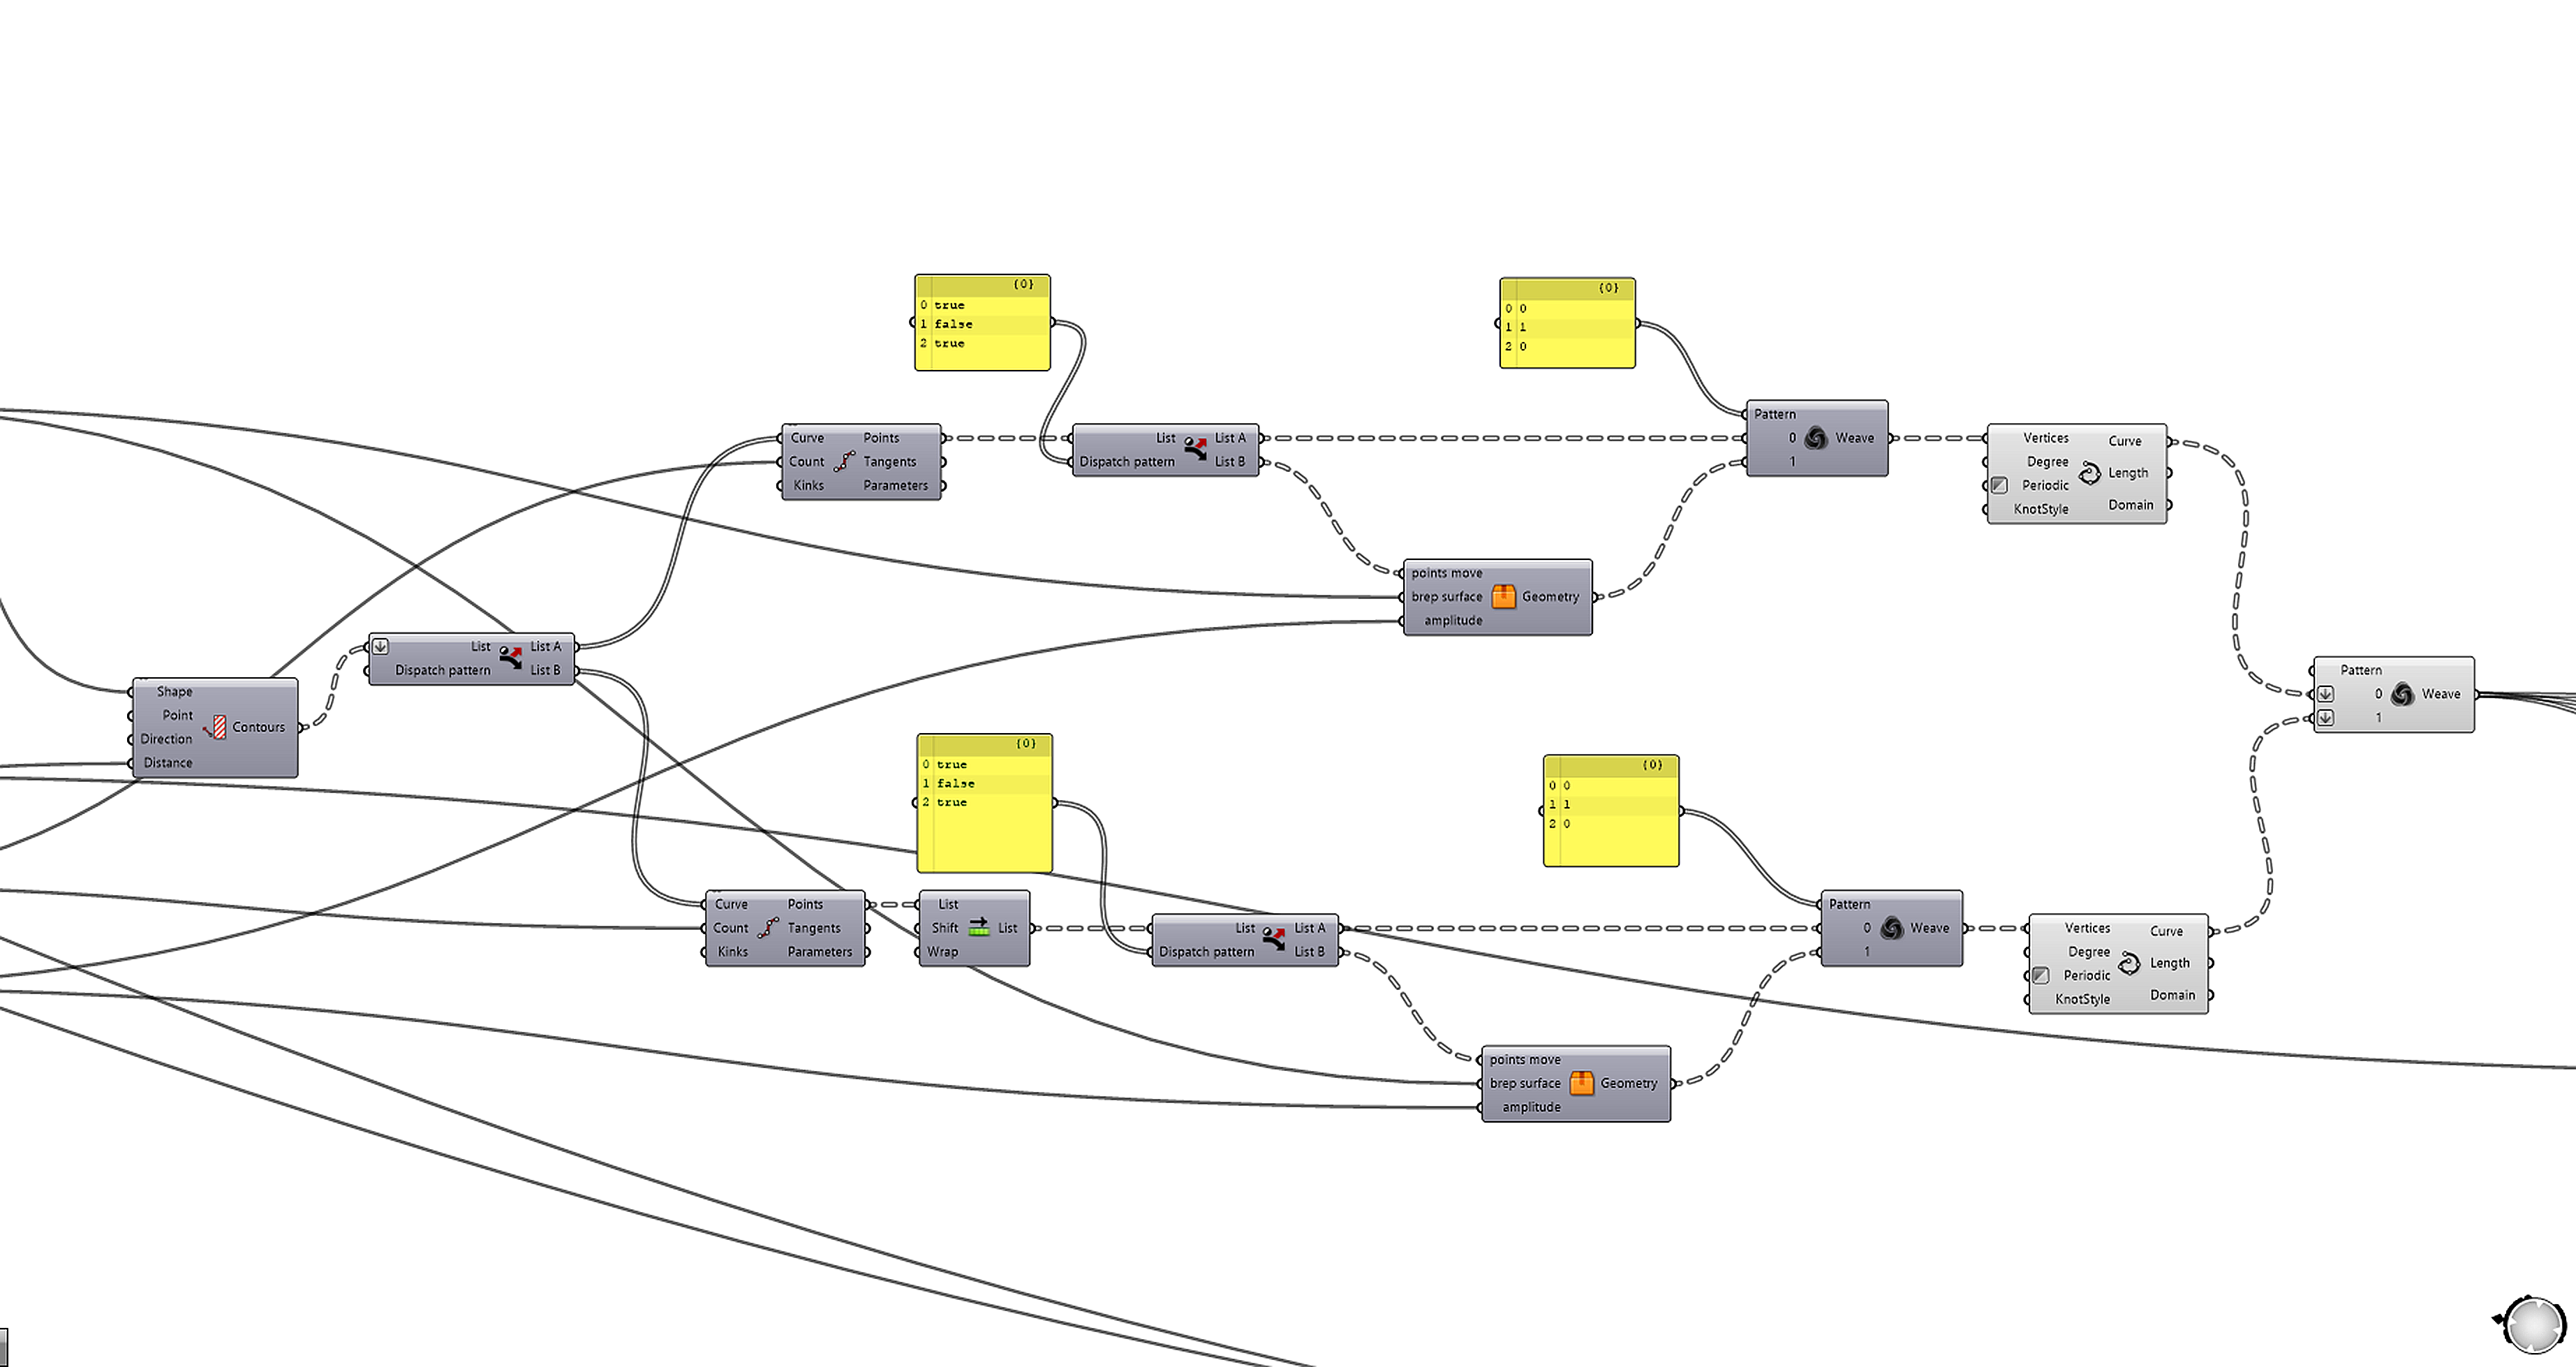 {0}
0 true
1 false
2 true
{0}
0 0
1 1
2 0
Curve Points
Count Tangents
Kinks Parameters
List List A
Dispatch pattern List B
Pattern
0 Weave
1
Vertices Curve
Degree Length
Periodic
KnotStyle Domain
points move
brep surface Geometry
amplitude
List List A
Dispatch pattern List B
Shape
Point
Contours
Direction
Distance
Pattern
0 Weave
1
{0}
0 true
1 false
2 true
{0}
0 0
1 1
2 0
Curve Points
Count Tangents
Kinks Parameters
List
Shift List
Wrap
List List A
Dispatch pattern List B
Pattern
0 Weave
1
Vertices Curve
Degree Length
Periodic
KnotStyle Domain
points move
brep surface Geometry
amplitude